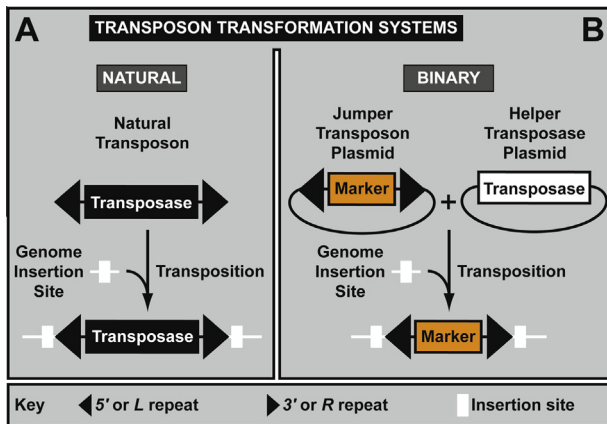 A
TRANSPOSON TRANSFORMATION SYSTEMS
B
NATURAL
Natural
Transposon
Transposase
Genome
Insertion
Site
Transposition
Transposase
BINARY
Jumper
Transposon
Plasmid
Helper
Transposase
Plasmid
Marker
+
Transposase
Genome
Insertion
Site
Transposition
Marker
Key
5' or L repeat
3' or R repeat
Insertion site